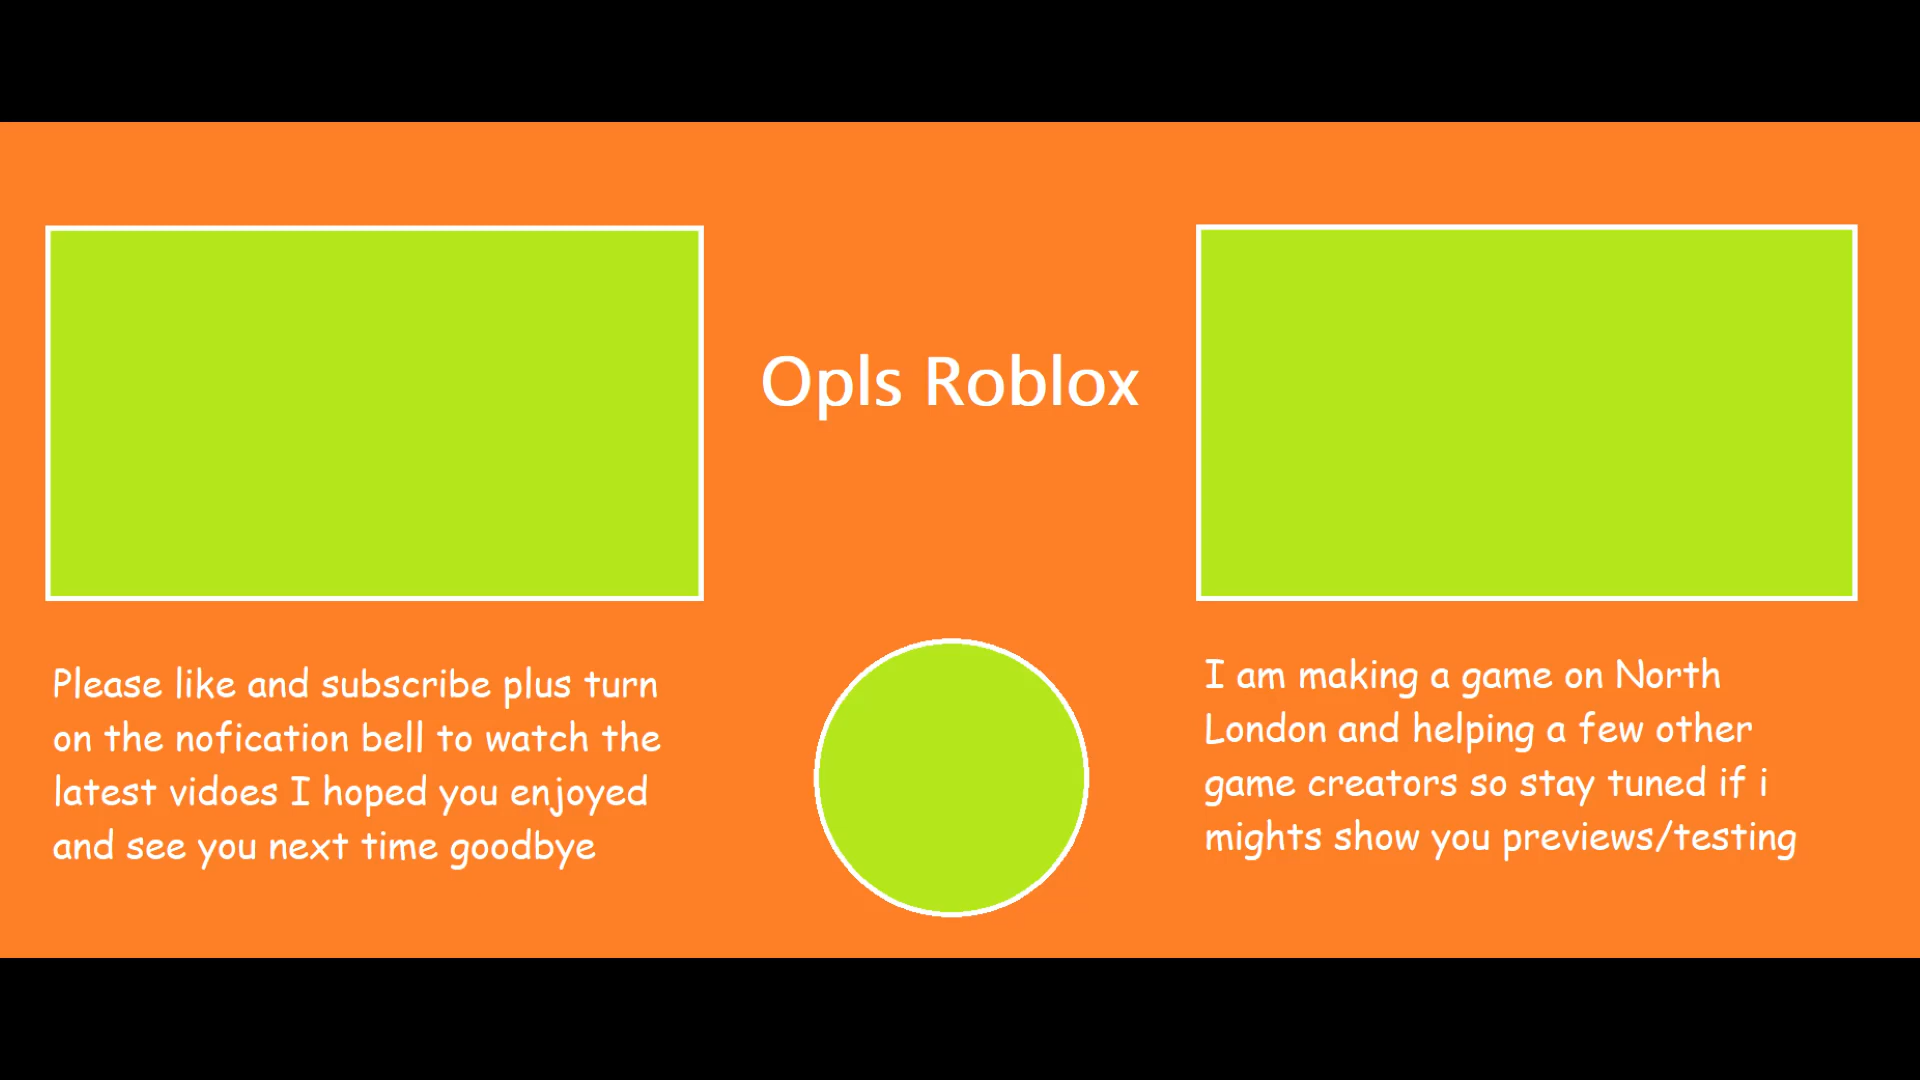 Opls Roblox
Please like and subscribe plus turn
on the nofication bell to watch the
latest vidoes I hoped you enjoyed
and see you next time goodbye
I am making a game on North
London and helping a few other
game creators so stay tuned if i
mights show you previews/testing